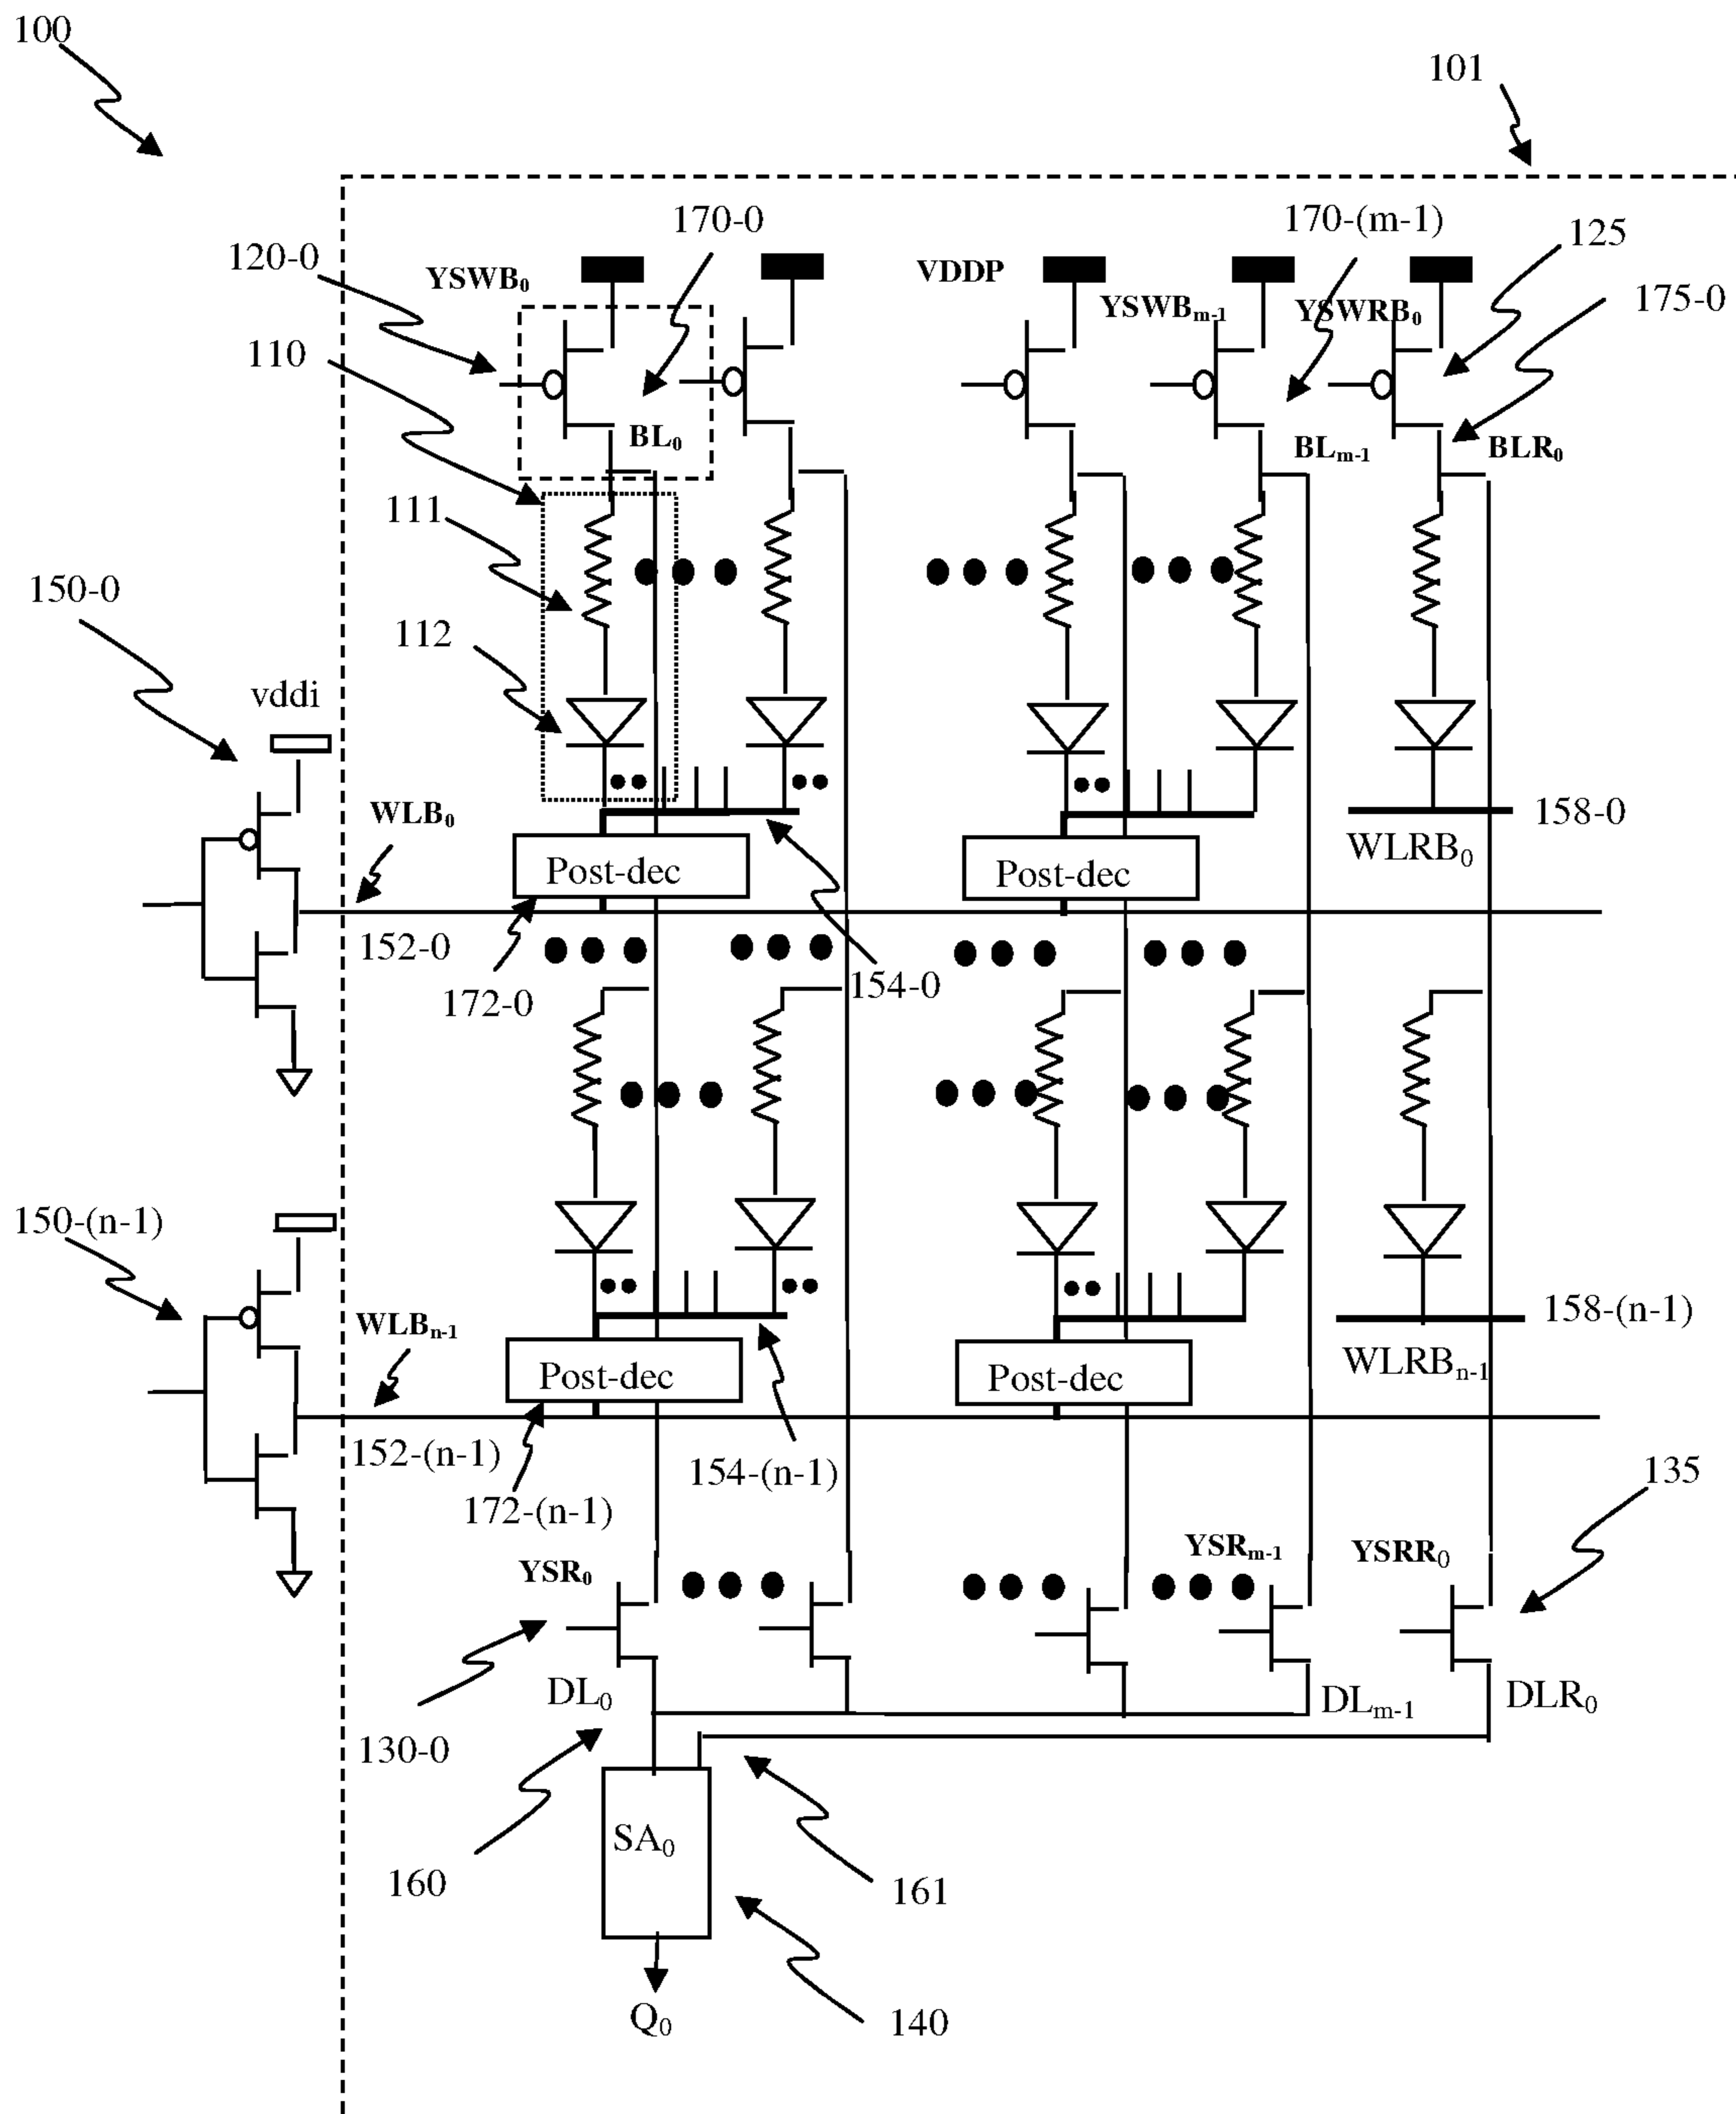 100
101
170-0
170-(m-1)
125
120-0
YSWB₀
VDDP
YSWBₘ₋₁
YSWRB₀
175-0
110
BL₀
BLₘ₋₁
BLR₀
111
150-0
112
vddi
WLB₀
158-0
WLRB₀
Post-dec
Post-dec
152-0
172-0
154-0
150-(n-1)
WLBₙ₋₁
158-(n-1)
WLRBₙ₋₁
Post-dec
Post-dec
152-(n-1)
154-(n-1)
135
172-(n-1)
YSR₀
YSRₘ₋₁
YSRR₀
DL₀
DLₘ₋₁
DLR₀
130-0
SA₀
160
161
Q₀
140